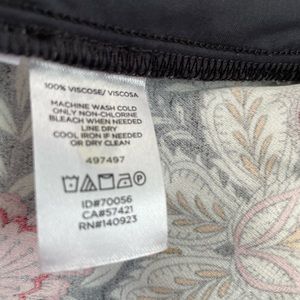 100% VISCOSE/ VISCOSA
MACHINE WASH COLD
ONLY NON-CHLORINE
BLEACH WHEN NEEDED
LINE DRY
COOL IRON IF NEEDED
OR DRY CLEAN
497497
ID#70056
CA#57421
RN#140923